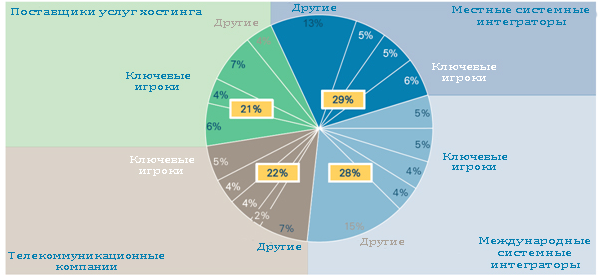 Поставщики услуг хостинга
Другие
Ключевые
игроки
7%
4%
6%
21%
Другие
13%
5%
5%
6%
29%
Местные системные
интеграторы
Ключевые
игроки
5%
5%
4%
4%
28%
Ключевые
игроки
Другие
Международные
системные
интеграторы
Ключевые
игроки
5%
4%
4%
2%
7%
22%
Другие
Телекоммуникационные
компании